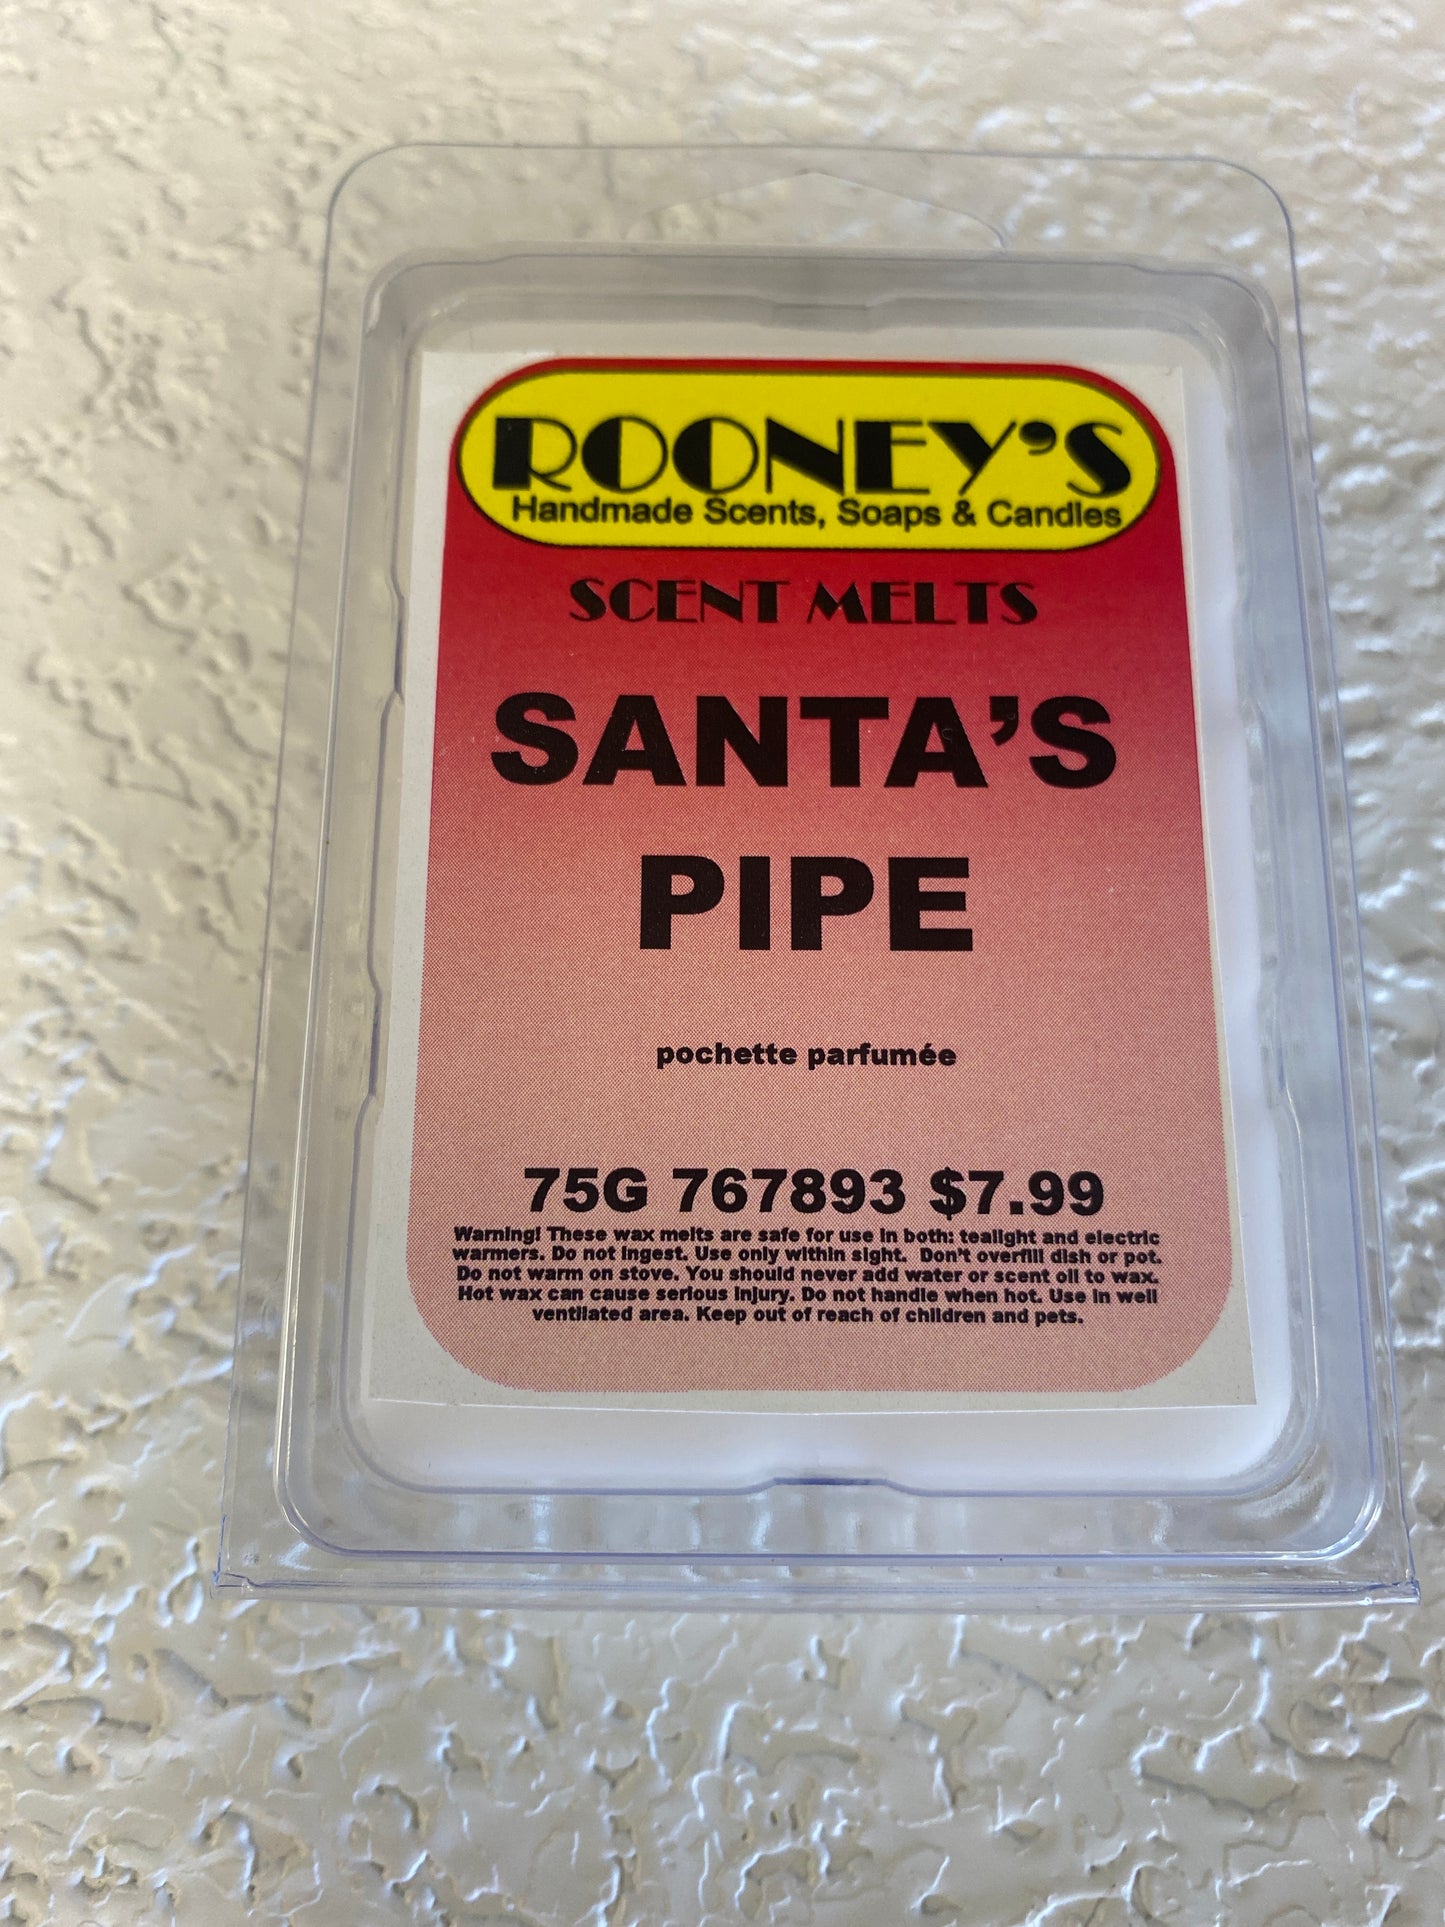 ROONEY'S
Handmade Scents, Soaps & Candles
SCENT MELTS
SANTA'S
PIPE
pochette parfumée
75G 767893 $7.99
Warning! These wax melts are safe for use in both: tealight and electric
warmers. Do not ingest. Use only within sight. Don't overfill dish or pot.
Do not warm on stove. You should never add water or scent oil to wax.
Hot wax can cause serious injury. Do not handle when hot. Use in well
ventilated area. Keep out of reach of children and pets.